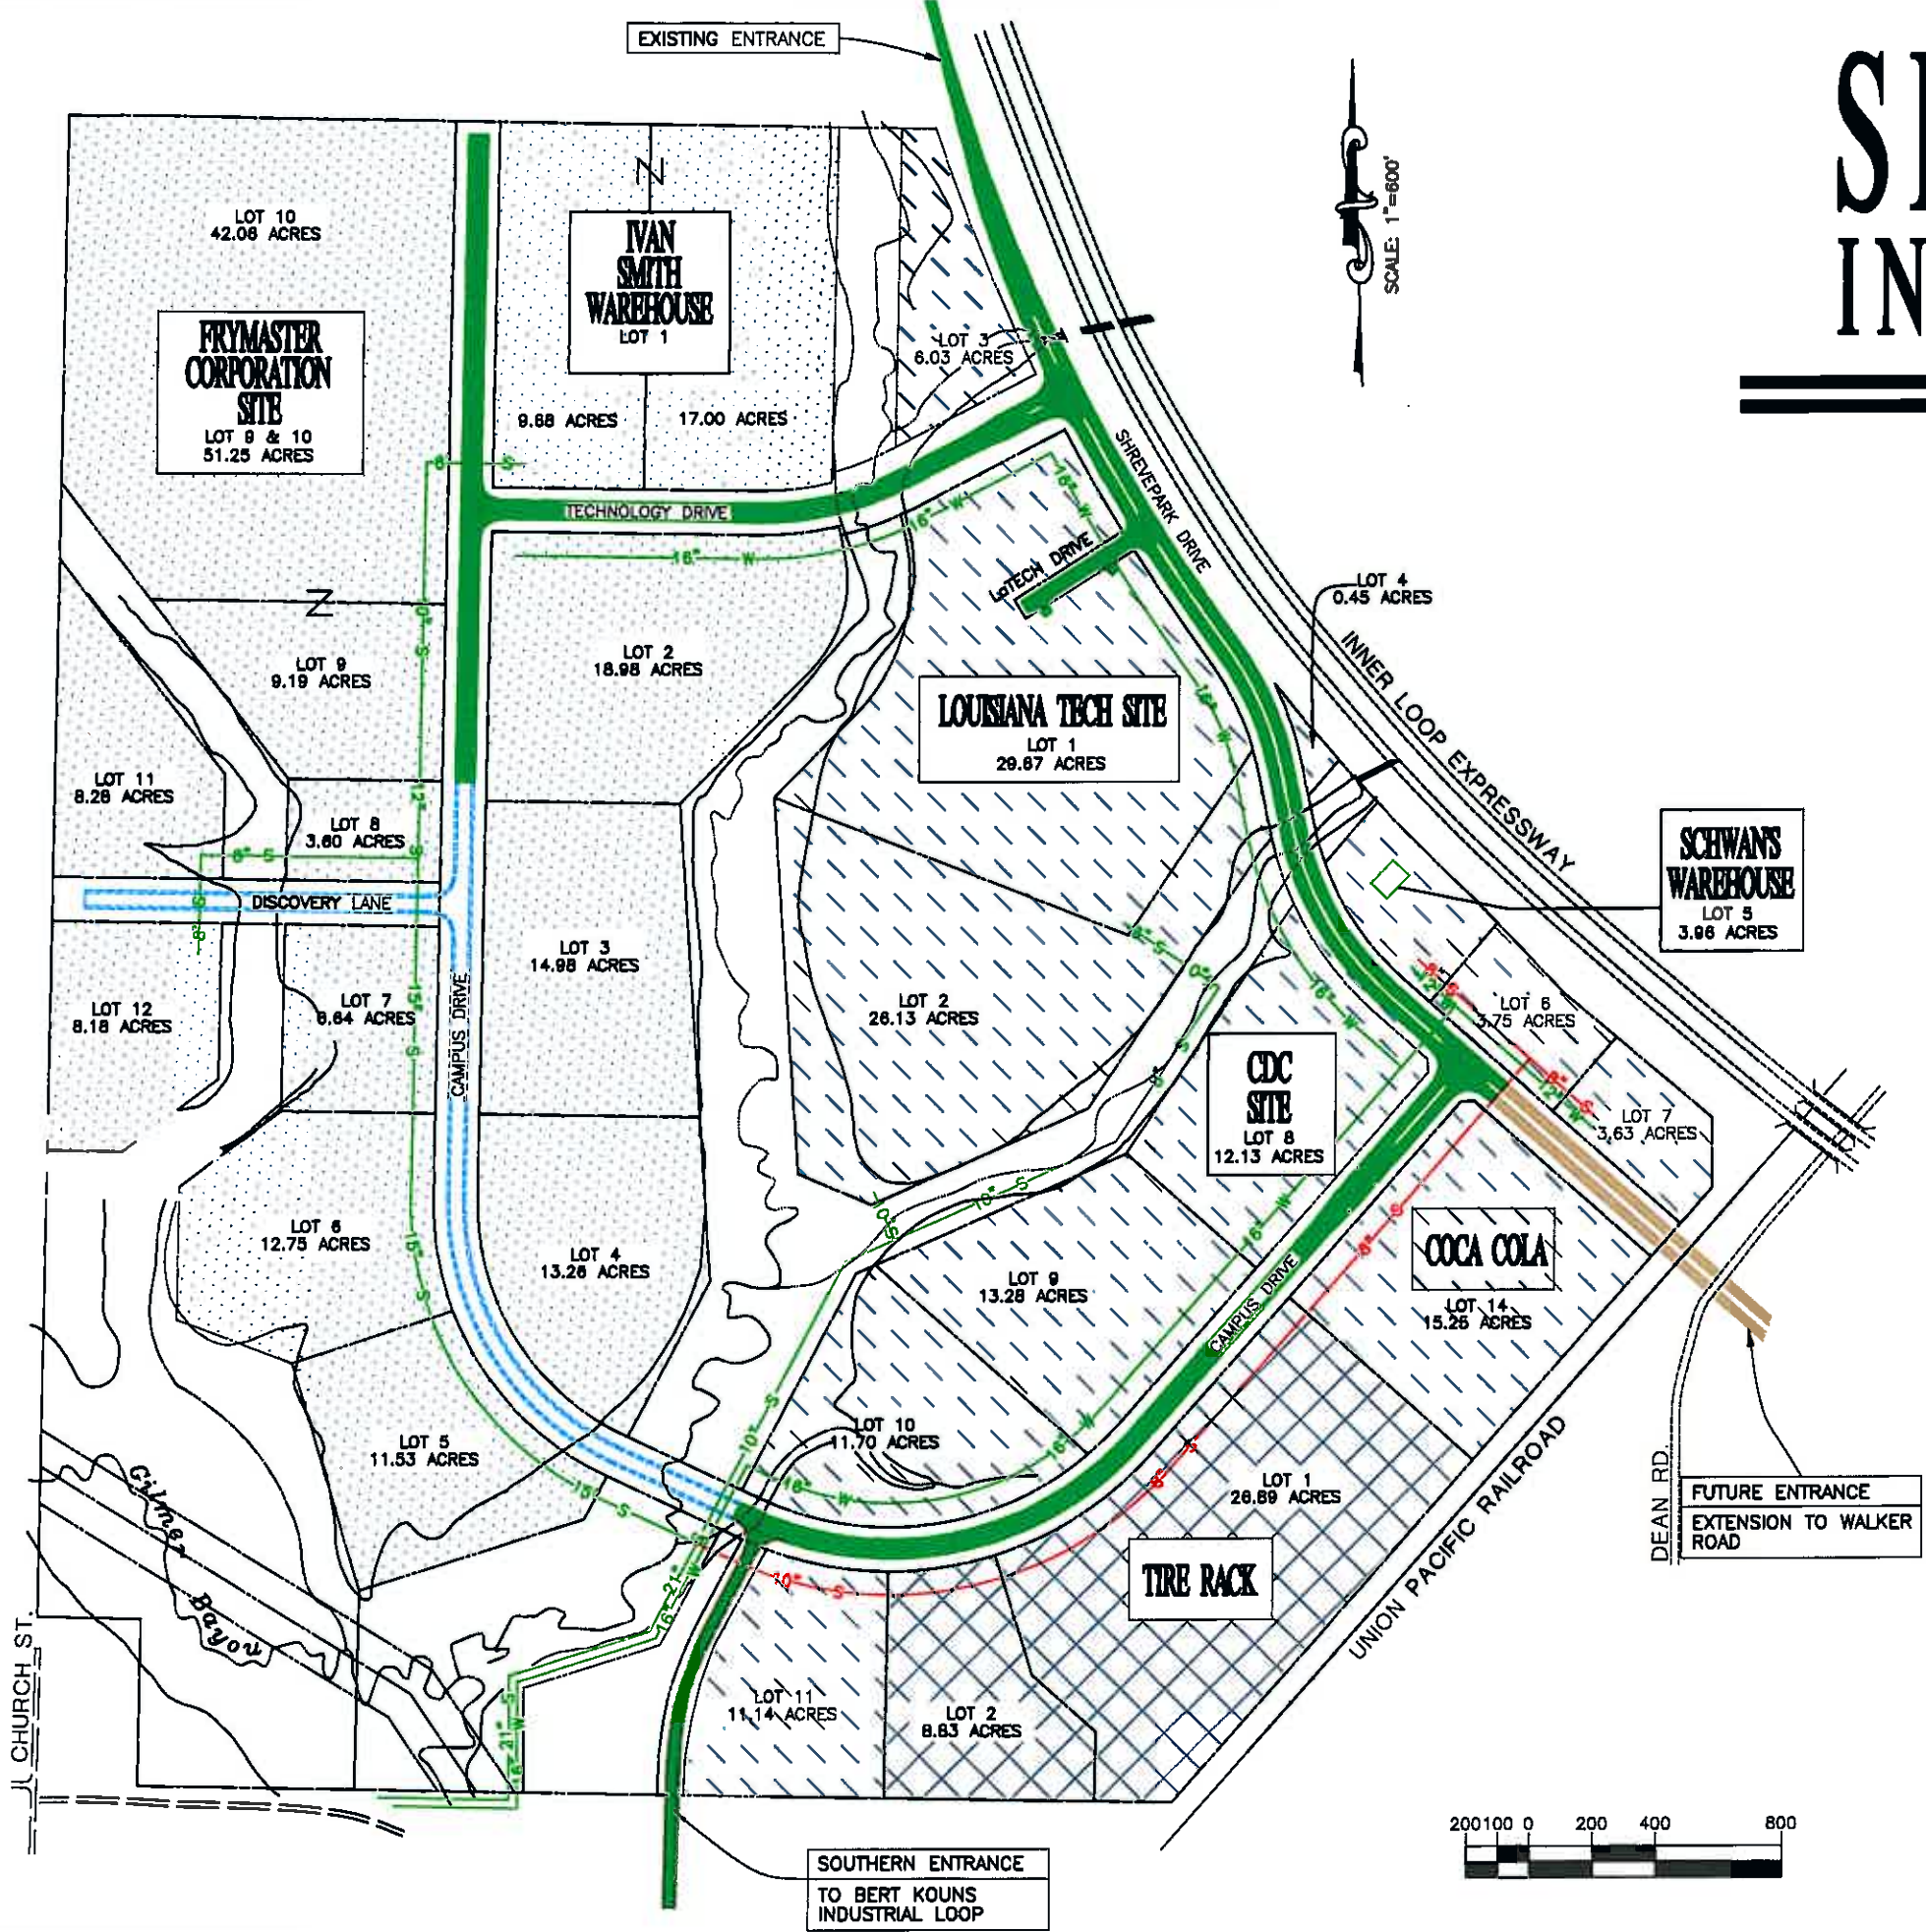 EXISTING ENTRANCE
SCALE: 1"=600'
IN
LOT 10
42.06 ACRES
FRYMASTER
CORPORATION
SITE
LOT 9 & 10
51.25 ACRES
IVAN
SMITH
WAREHOUSE
LOT 1
9.68 ACRES
17.00 ACRES
LOT 3
6.03 ACRES
TECHNOLOGY DRIVE
SHREVEPARK DRIVE
LaTECH DRIVE
LOT 4
0.45 ACRES
INNER LOOP EXPRESSWAY
LOT 9
9.19 ACRES
LOT 2
18.98 ACRES
LOUISIANA TECH SITE
LOT 1
29.67 ACRES
LOT 11
8.28 ACRES
LOT 8
3.60 ACRES
DISCOVERY LANE
SCHWAN'S
WAREHOUSE
LOT 5
3.96 ACRES
LOT 12
8.18 ACRES
LOT 7
6.64 ACRES
CAMPUS DRIVE
LOT 3
14.98 ACRES
LOT 2
26.13 ACRES
LOT 6
3.75 ACRES
CDC
SITE
LOT 8
12.13 ACRES
LOT 7
3.63 ACRES
LOT 6
12.75 ACRES
LOT 4
13.26 ACRES
LOT 9
13.28 ACRES
CAMPUS DRIVE
COCA COLA
LOT 14
15.26 ACRES
LOT 5
11.53 ACRES
LOT 10
11.70 ACRES
LOT 1
26.89 ACRES
TIRE RACK
UNION PACIFIC RAILROAD
DEAN RD.
FUTURE ENTRANCE
EXTENSION TO WALKER
ROAD
Gilmer
Bayou
CHURCH ST.
LOT 11
11.14 ACRES
LOT 2
8.83 ACRES
SOUTHERN ENTRANCE
TO BERT KOUNS
INDUSTRIAL LOOP
200 100 0 200 400 800